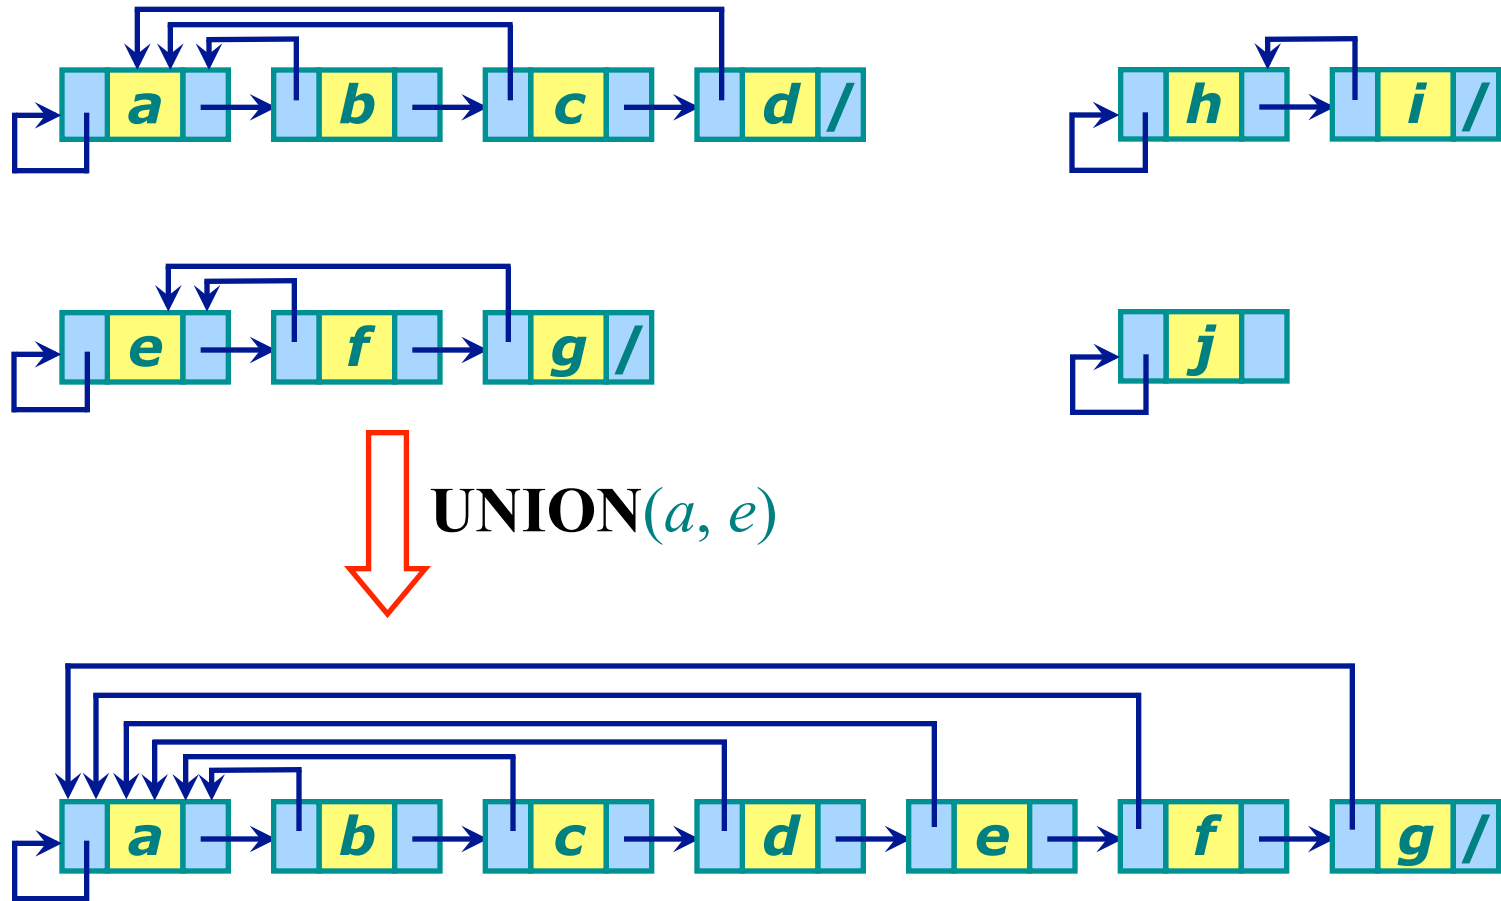 a b c d /
h i /
e f g /
j
UNION(a, e)
a b c d e f g /